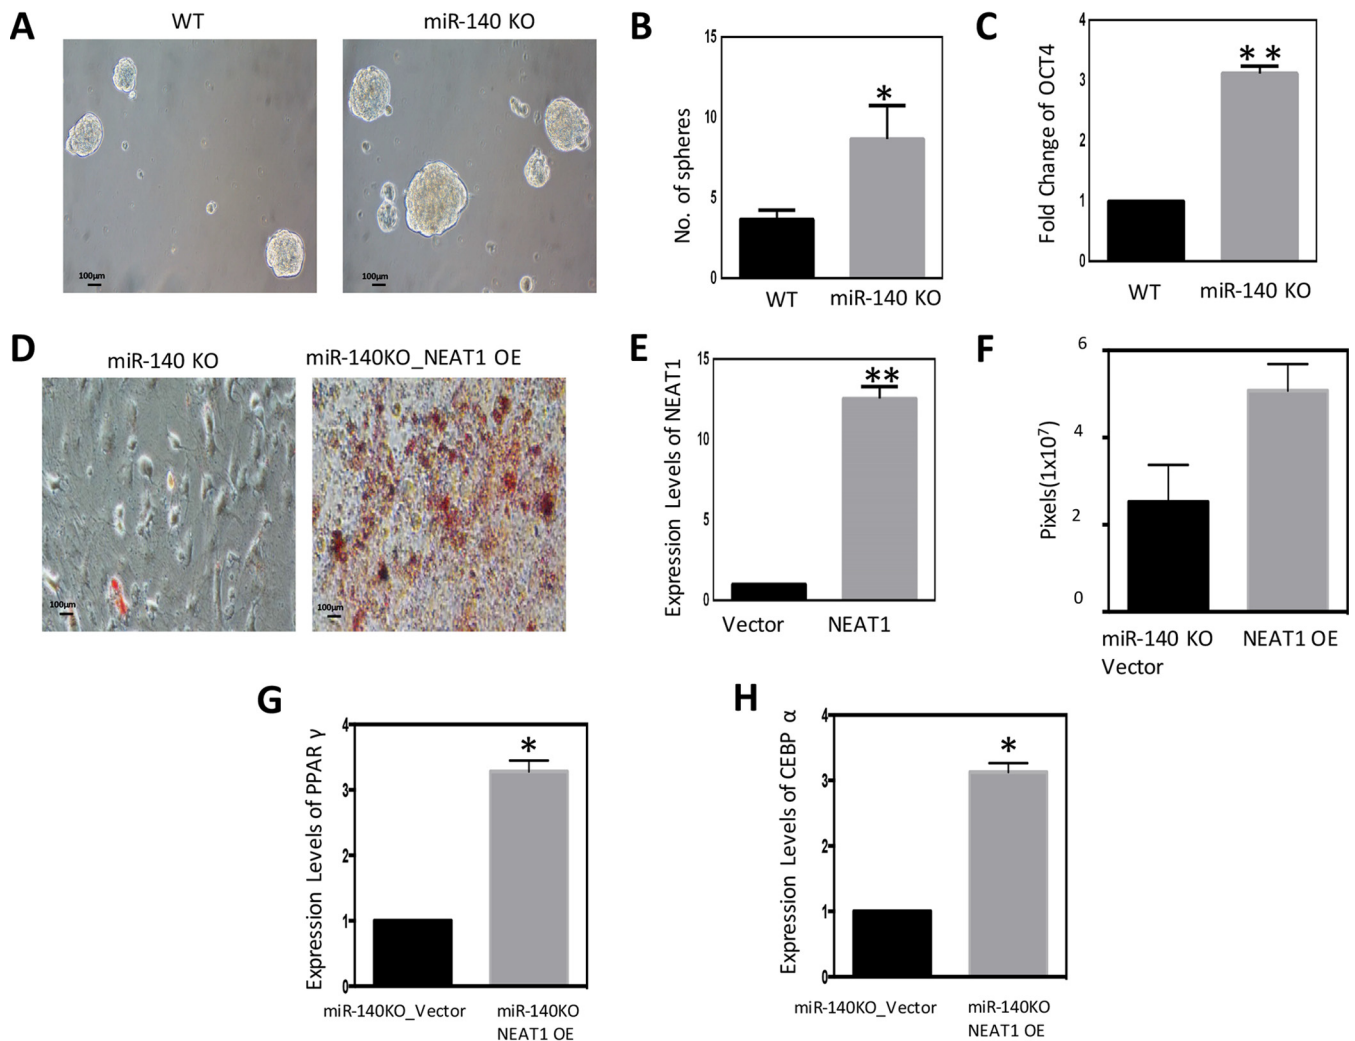 A
WT
miR-140 KO
100µm
100µm
B
No. of spheres
15
10
5
0
*
WT
miR-140 KO
C
Fold Change of OCT4
4
3
2
1
0
**
WT
miR-140 KO
D
miR-140 KO
miR-140KO_NEAT1 OE
100µm
100µm
E
Expression Levels of NEAT1
15
10
5
0
**
Vector
NEAT1
F
Pixels(1x10⁷)
6
4
2
0
miR-140 KO
Vector
NEAT1 OE
G
Expression Levels of PPAR γ
4
3
2
1
0
*
miR-140KO_Vector
miR-140KO
NEAT1 OE
H
Expression Levels of CEBP α
4
3
2
1
0
*
miR-140KO_Vector
miR-140KO
NEAT1 OE